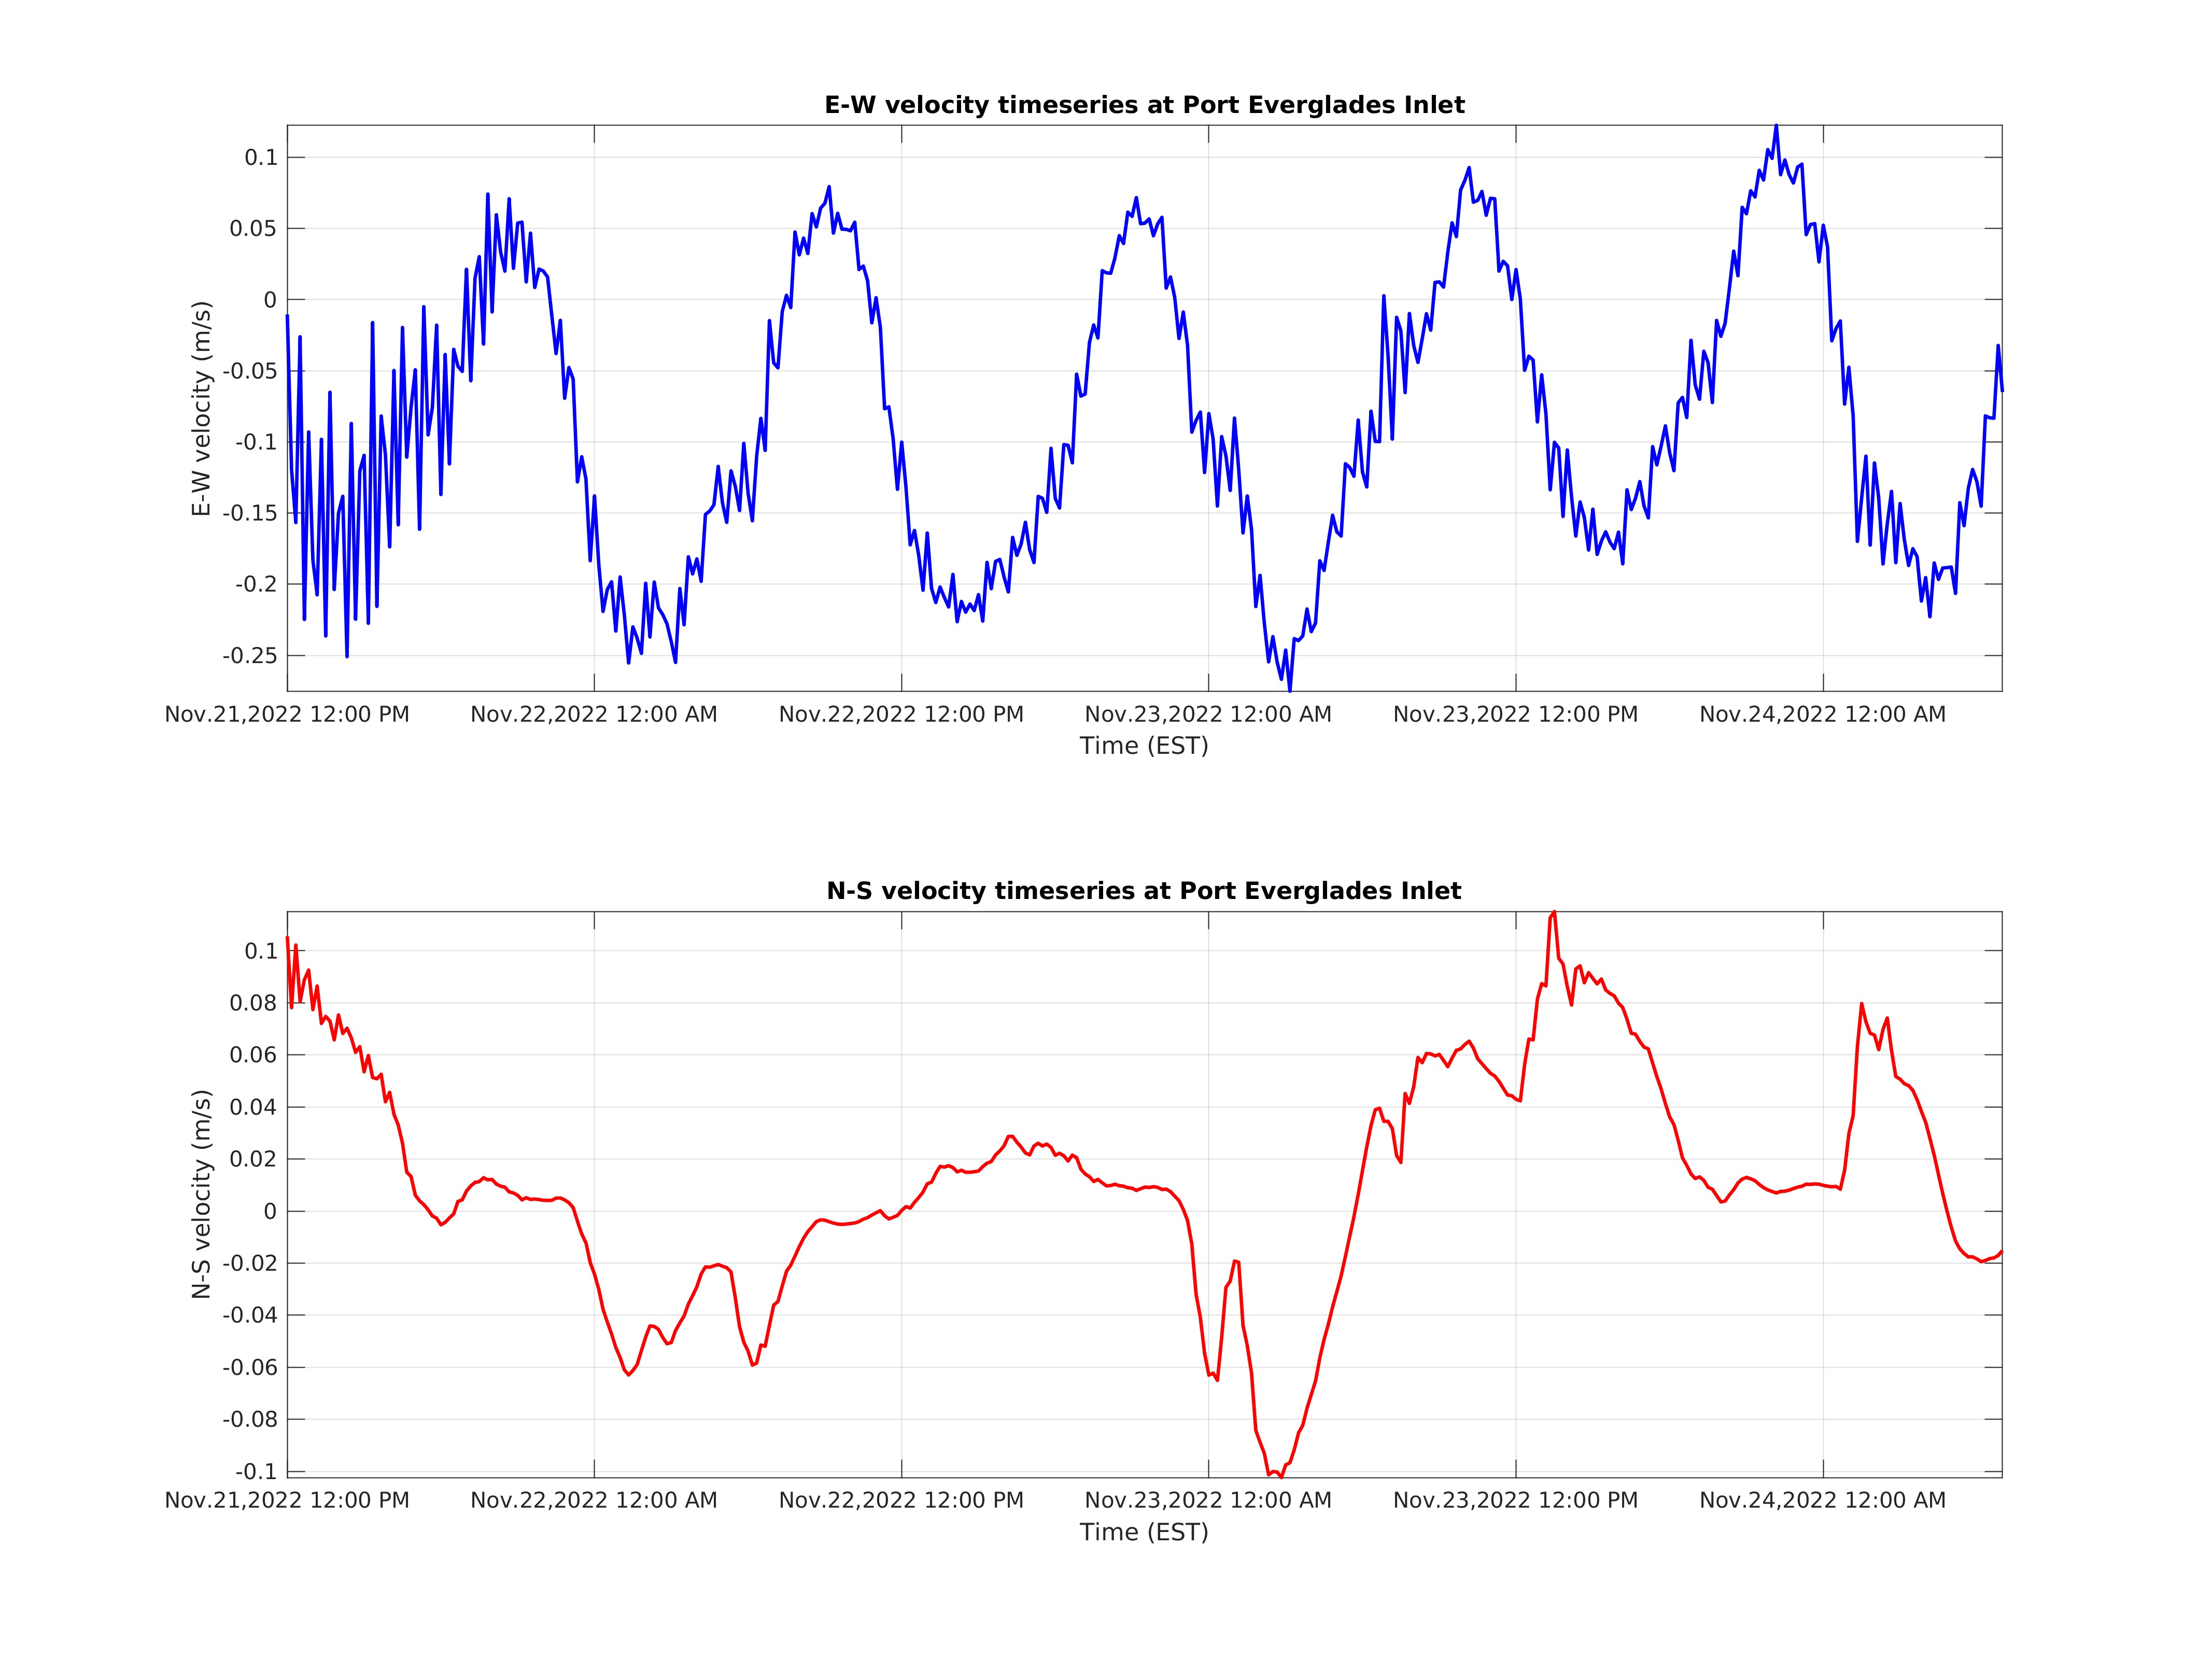 E-W velocity timeseries at Port Everglades Inlet
E-W velocity (m/s)
0.1
0.05
0
-0.05
-0.1
-0.15
-0.2
-0.25
Nov.21,2022 12:00 PM Nov.22,2022 12:00 AM Nov.22,2022 12:00 PM Nov.23,2022 12:00 AM Nov.23,2022 12:00 PM Nov.24,2022 12:00 AM
Time (EST)
N-S velocity timeseries at Port Everglades Inlet
N-S velocity (m/s)
0.1
0.08
0.06
0.04
0.02
0
-0.02
-0.04
-0.06
-0.08
-0.1
Nov.21,2022 12:00 PM Nov.22,2022 12:00 AM Nov.22,2022 12:00 PM Nov.23,2022 12:00 AM Nov.23,2022 12:00 PM Nov.24,2022 12:00 AM
Time (EST)